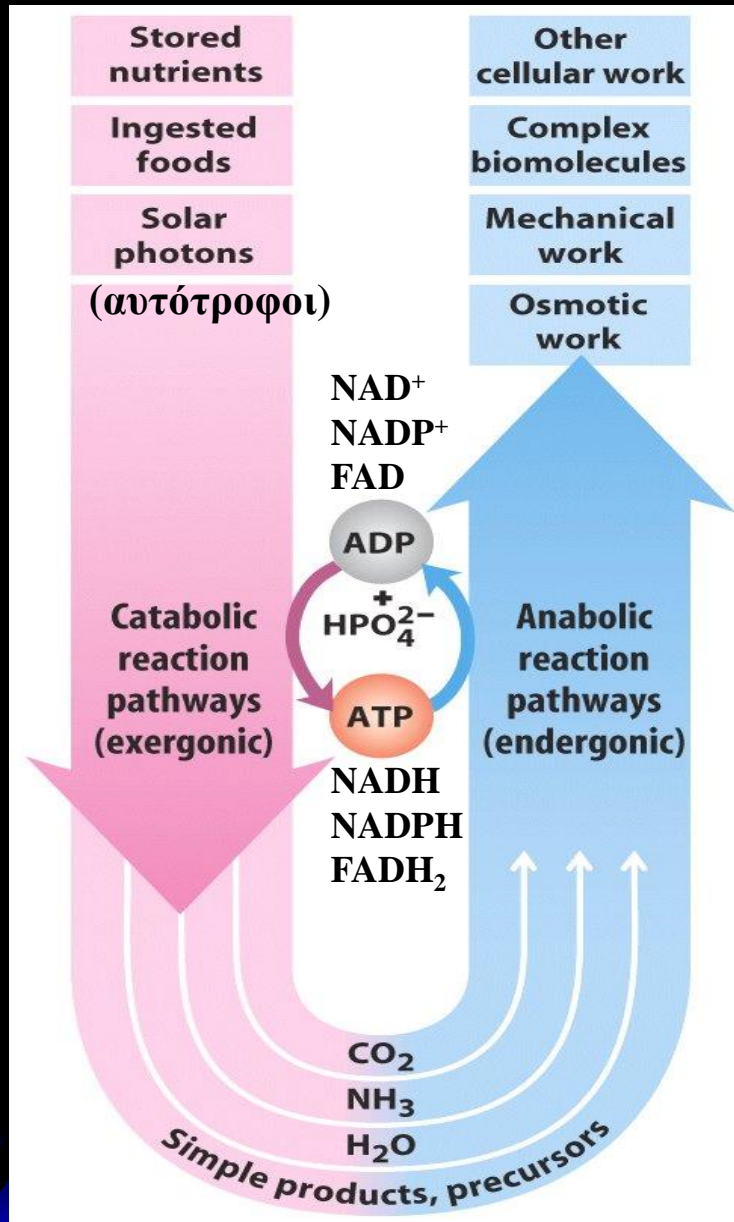 Stored
nutrients
Ingested
foods
Solar
photons
(αυτότροφοι)
Other
cellular work
Complex
biomolecules
Mechanical
work
Osmotic
work
NAD⁺
NADP⁺
FAD
ADP
+
HPO₄²⁻
ATP
NADH
NADPH
FADH₂
Catabolic
reaction
pathways
(exergonic)
Anabolic
reaction
pathways
(endergonic)
CO₂
NH₃
H₂O
Simple products, precursors